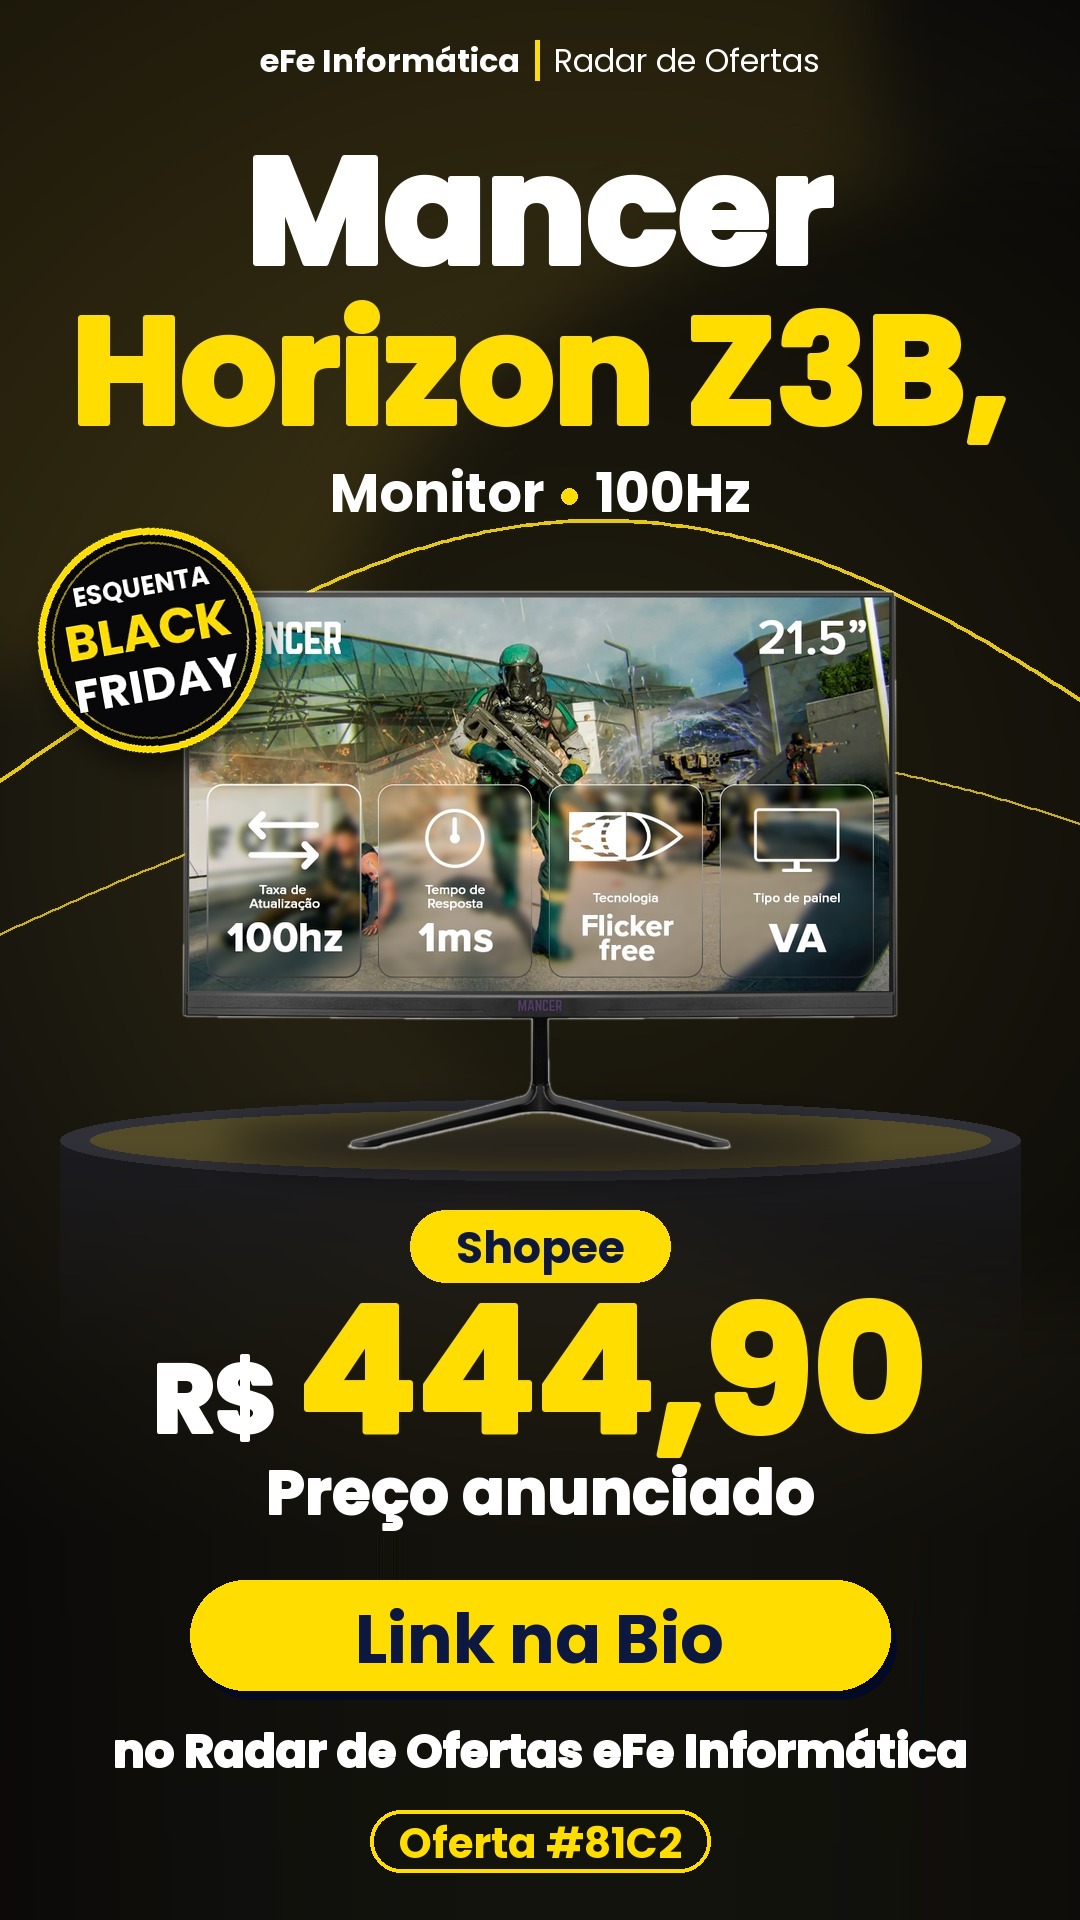 eFe Informática | Radar de Ofertas
Mancer
Horizon Z3B,
Monitor • 100Hz
ESQUENTA
BLACK
FRIDAY
NCER
21.5”
Taxa de
Atualização
100hz
Tempo de
Resposta
1ms
Tecnologia
Flicker
free
Tipo de painel
VA
MANCER
Shopee
R$ 444,90
Preço anunciado
Link na Bio
no Radar de Ofertas eFe Informática
Oferta #81C2